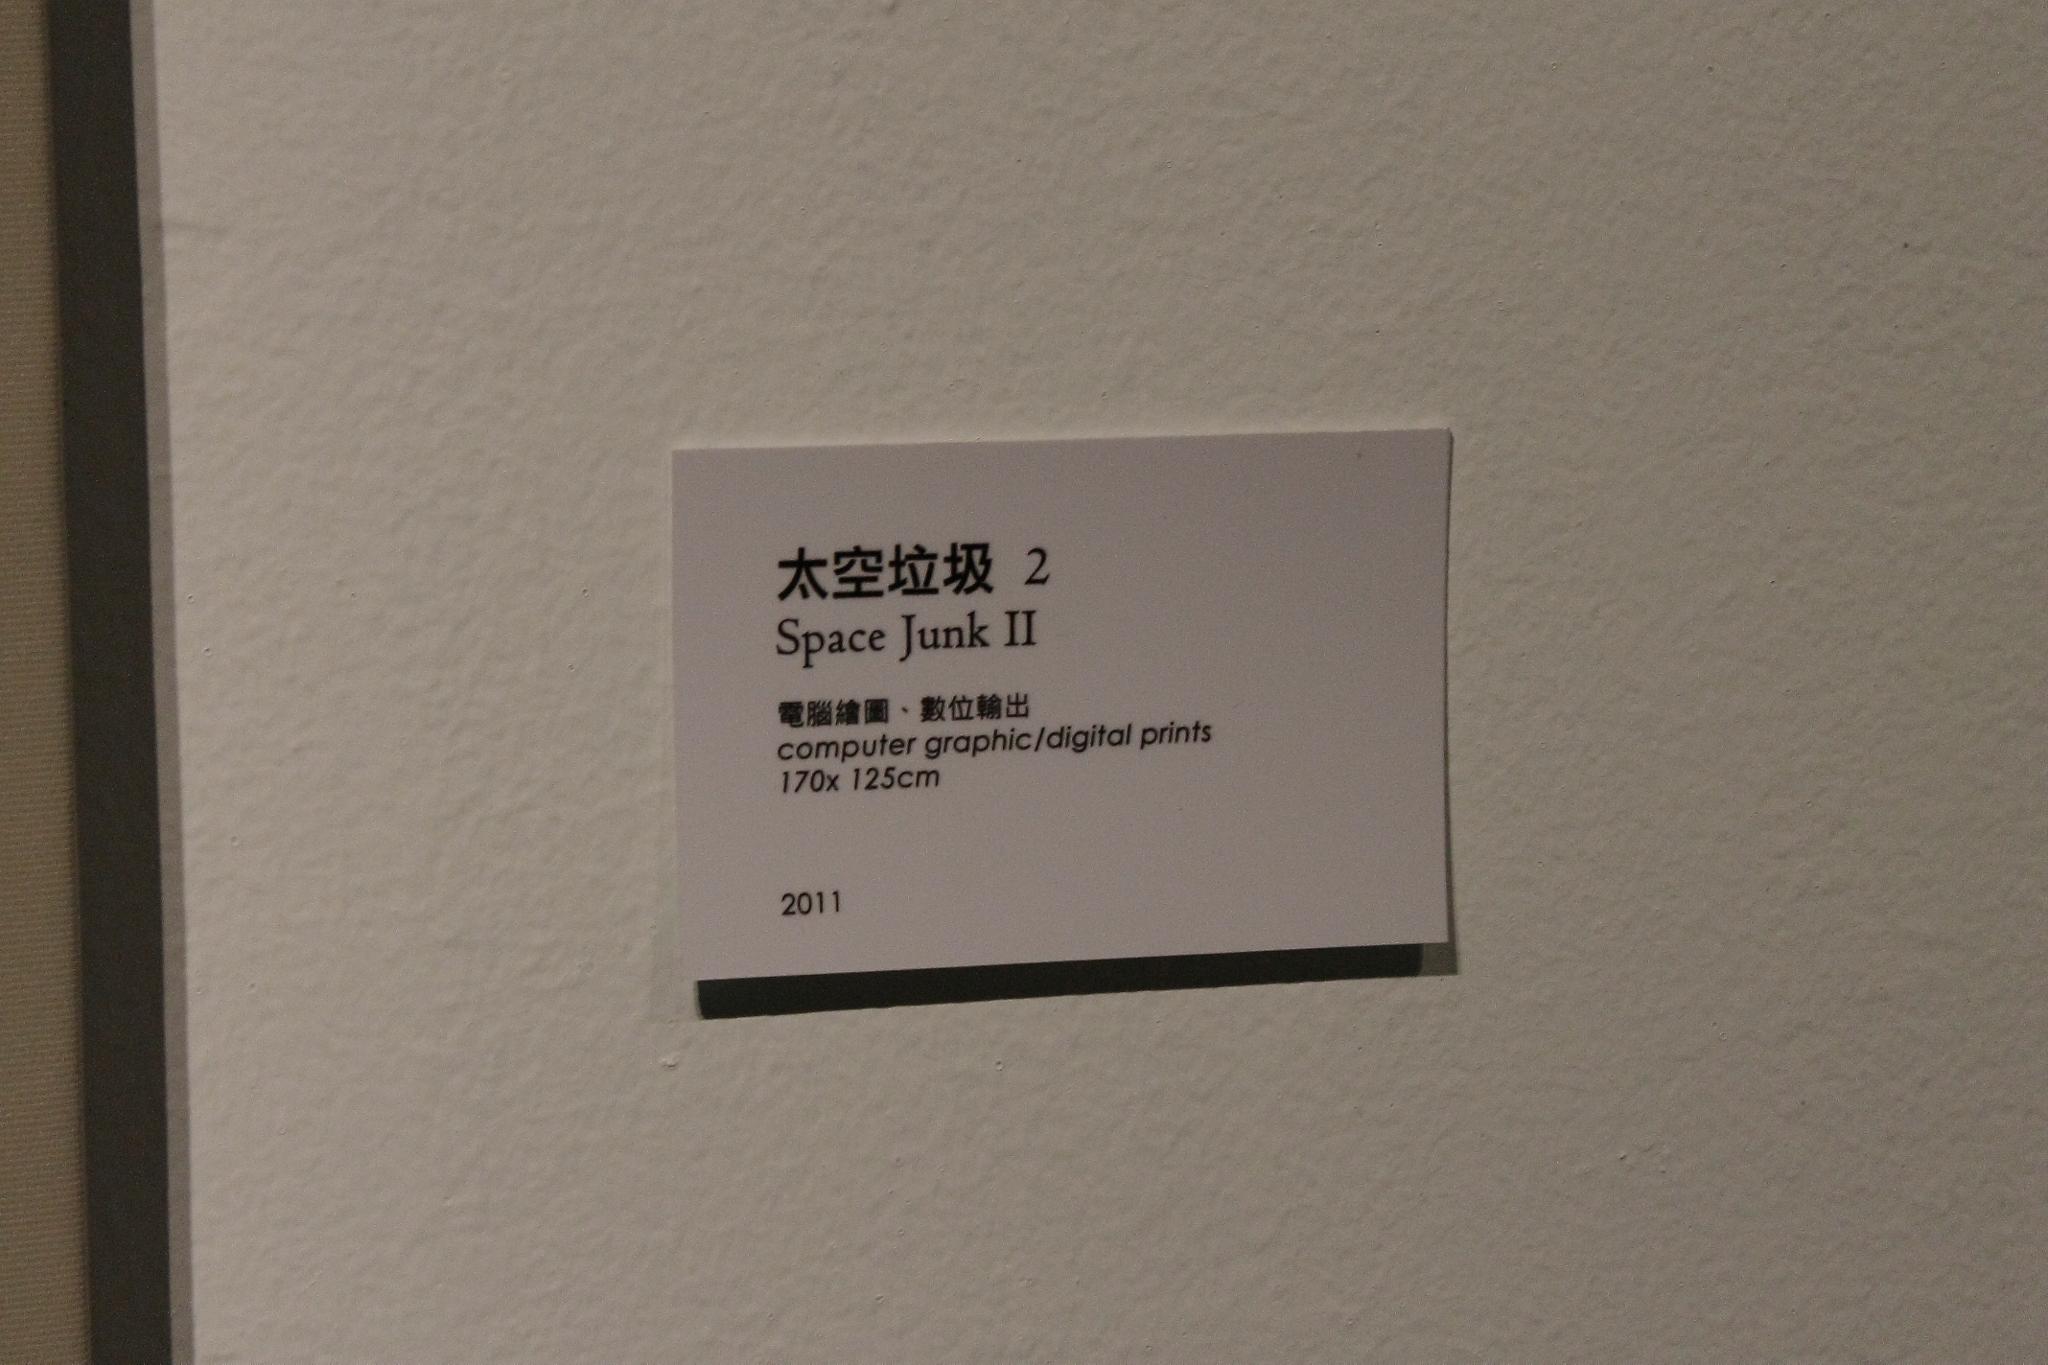 太空垃圾 2
Space Junk II
電腦繪圖、數位輸出
computer graphic/digital prints
170x 125cm
2011